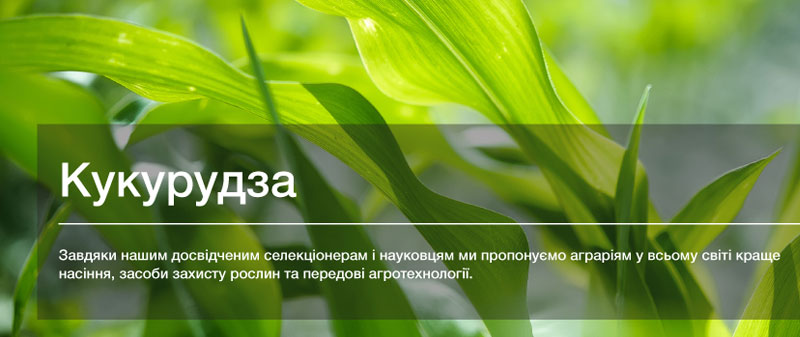 Кукурудза
Завдяки нашим досвідченим селекціонерам і науковцям ми пропонуємо аграріям у всьому світі краще
насіння, засоби захисту рослин та передові агротехнології.